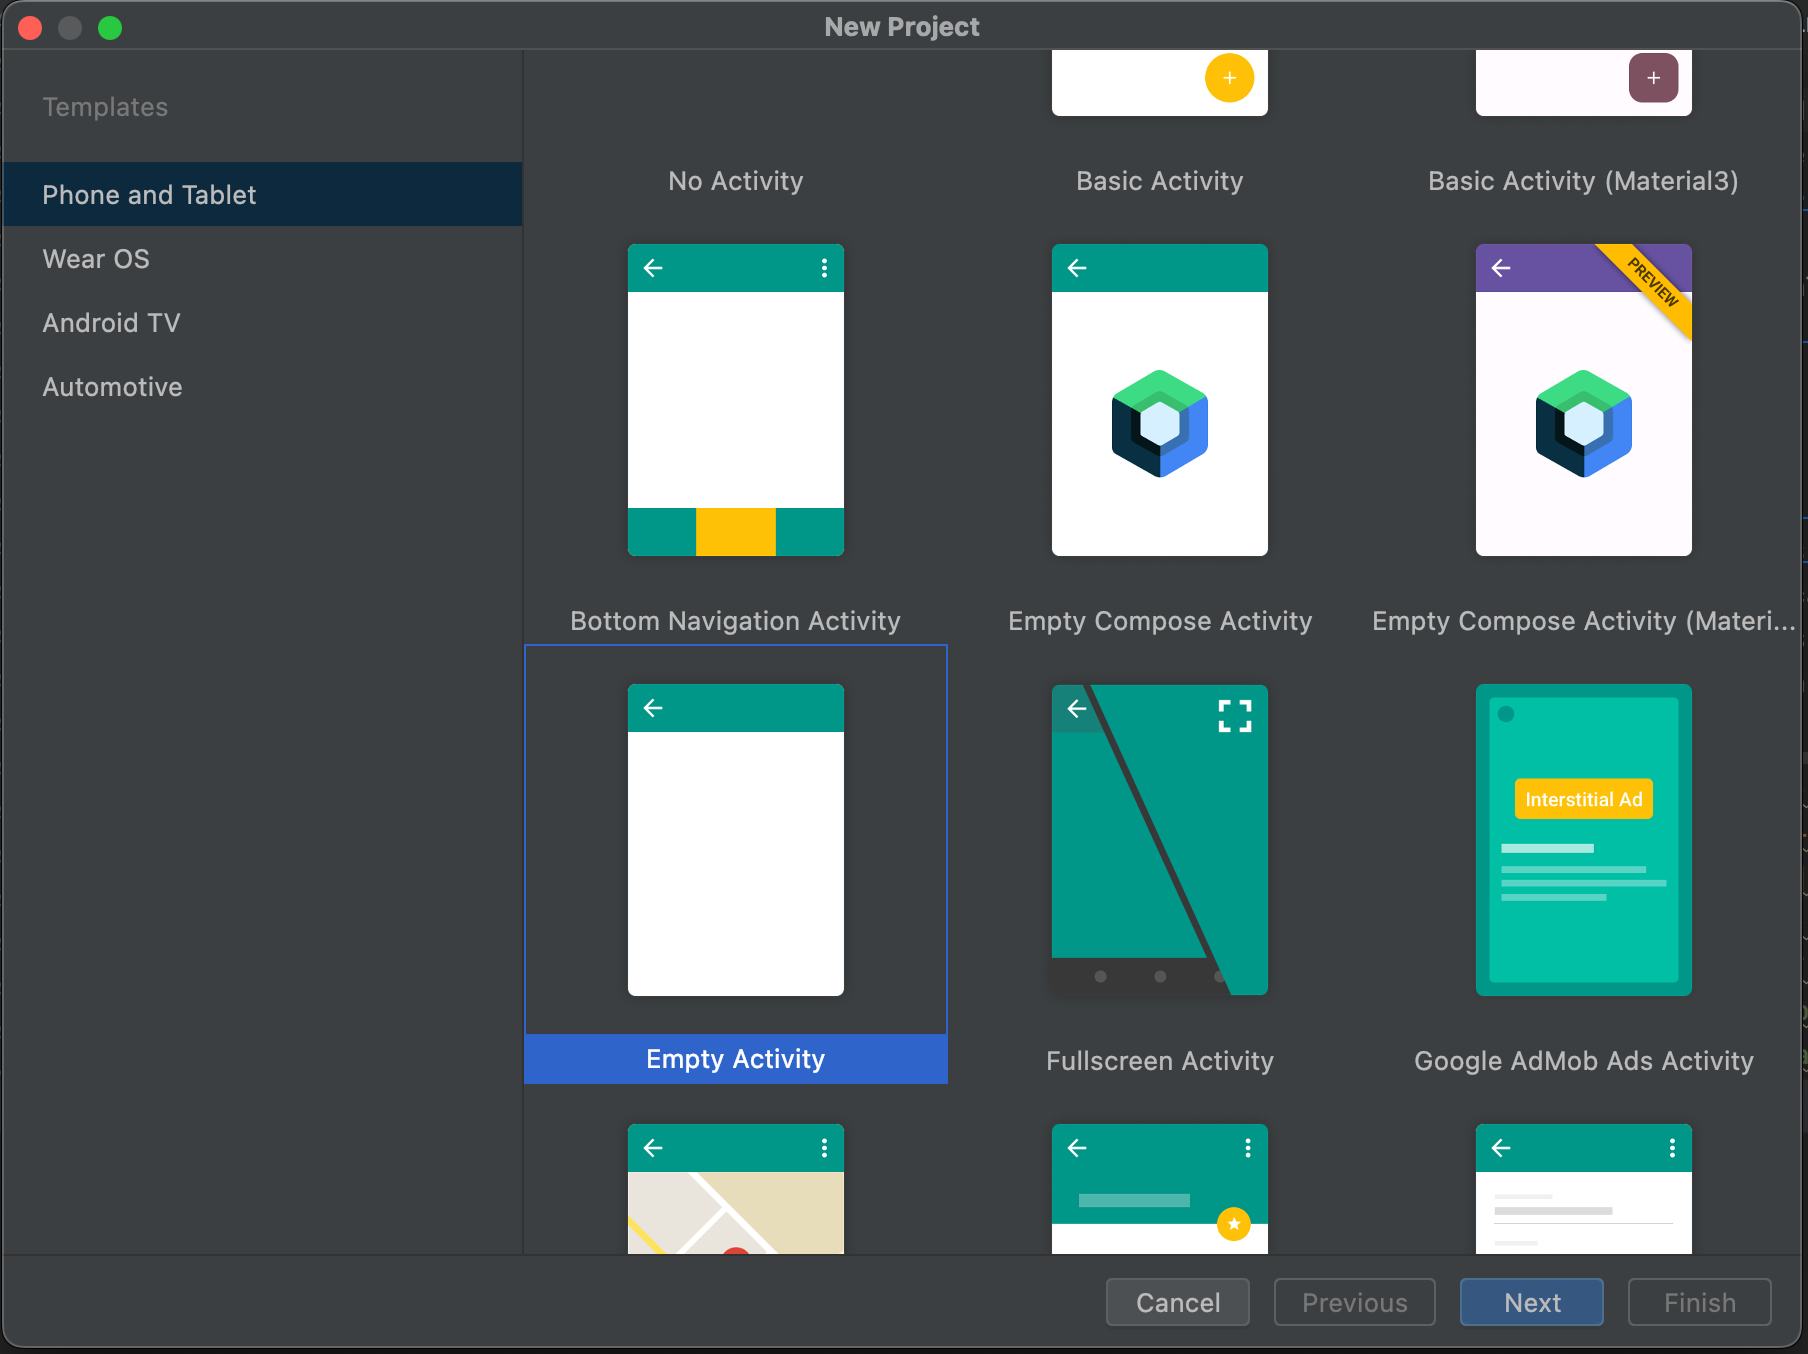 New Project
Templates
Phone and Tablet
Wear OS
Android TV
Automotive
No Activity
Basic Activity
Basic Activity (Material3)
PREVIEW
Bottom Navigation Activity
Empty Compose Activity
Empty Compose Activity (Materi...
Interstitial Ad
Empty Activity
Fullscreen Activity
Google AdMob Ads Activity
Cancel
Previous
Next
Finish